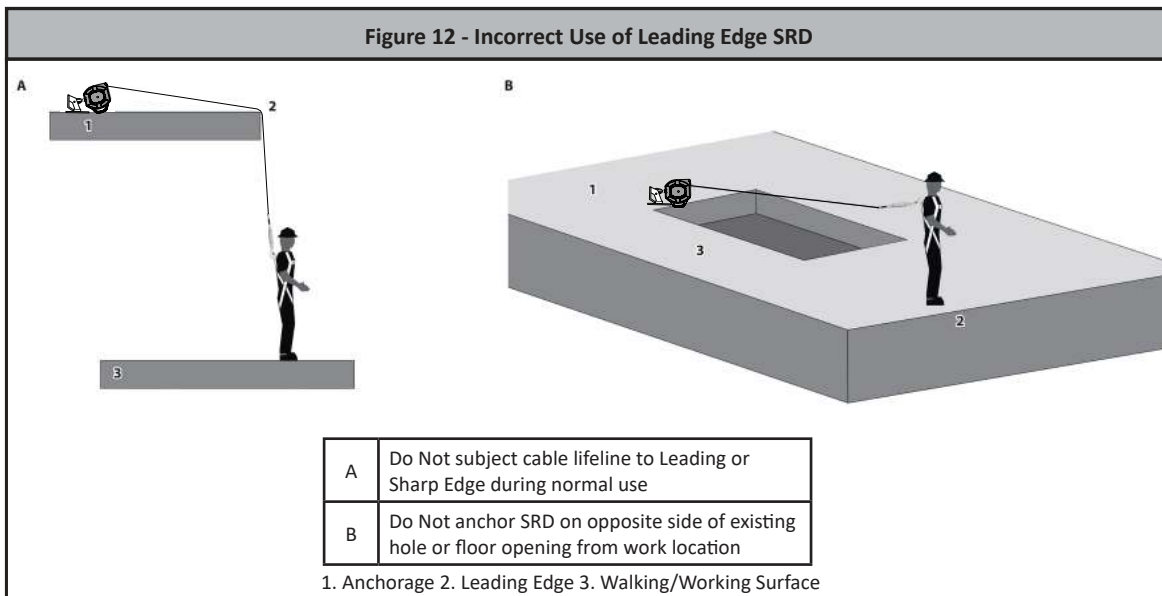 Figure 12 - Incorrect Use of Leading Edge SRD
A
2
1
3
B
1
3
2
A
Do Not subject cable lifeline to Leading or
Sharp Edge during normal use
B
Do Not anchor SRD on opposite side of existing
hole or floor opening from work location
1. Anchorage 2. Leading Edge 3. Walking/Working Surface